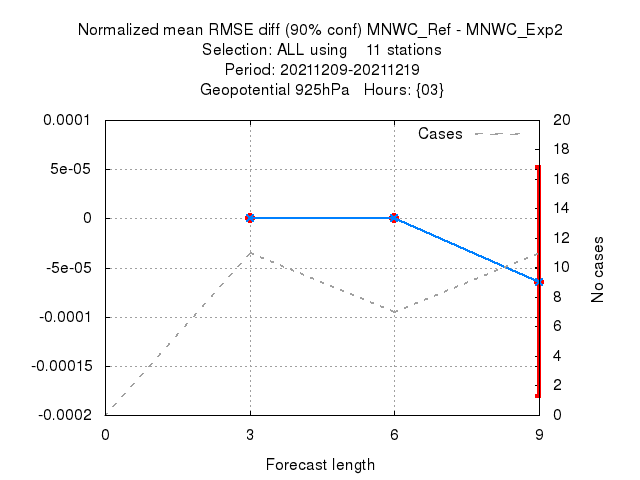 Normalized mean RMSE diff (90% conf) MNWC_Ref - MNWC_Exp2
Selection: ALL using    11 stations
Period: 20211209-20211219
Geopotential 925hPa   Hours: {03}
Cases
0.0001
5e-05
0
-5e-05
-0.0001
-0.00015
-0.0002
20
18
16
14
12
10
8
6
4
2
0
No cases
0
3
6
9
Forecast length